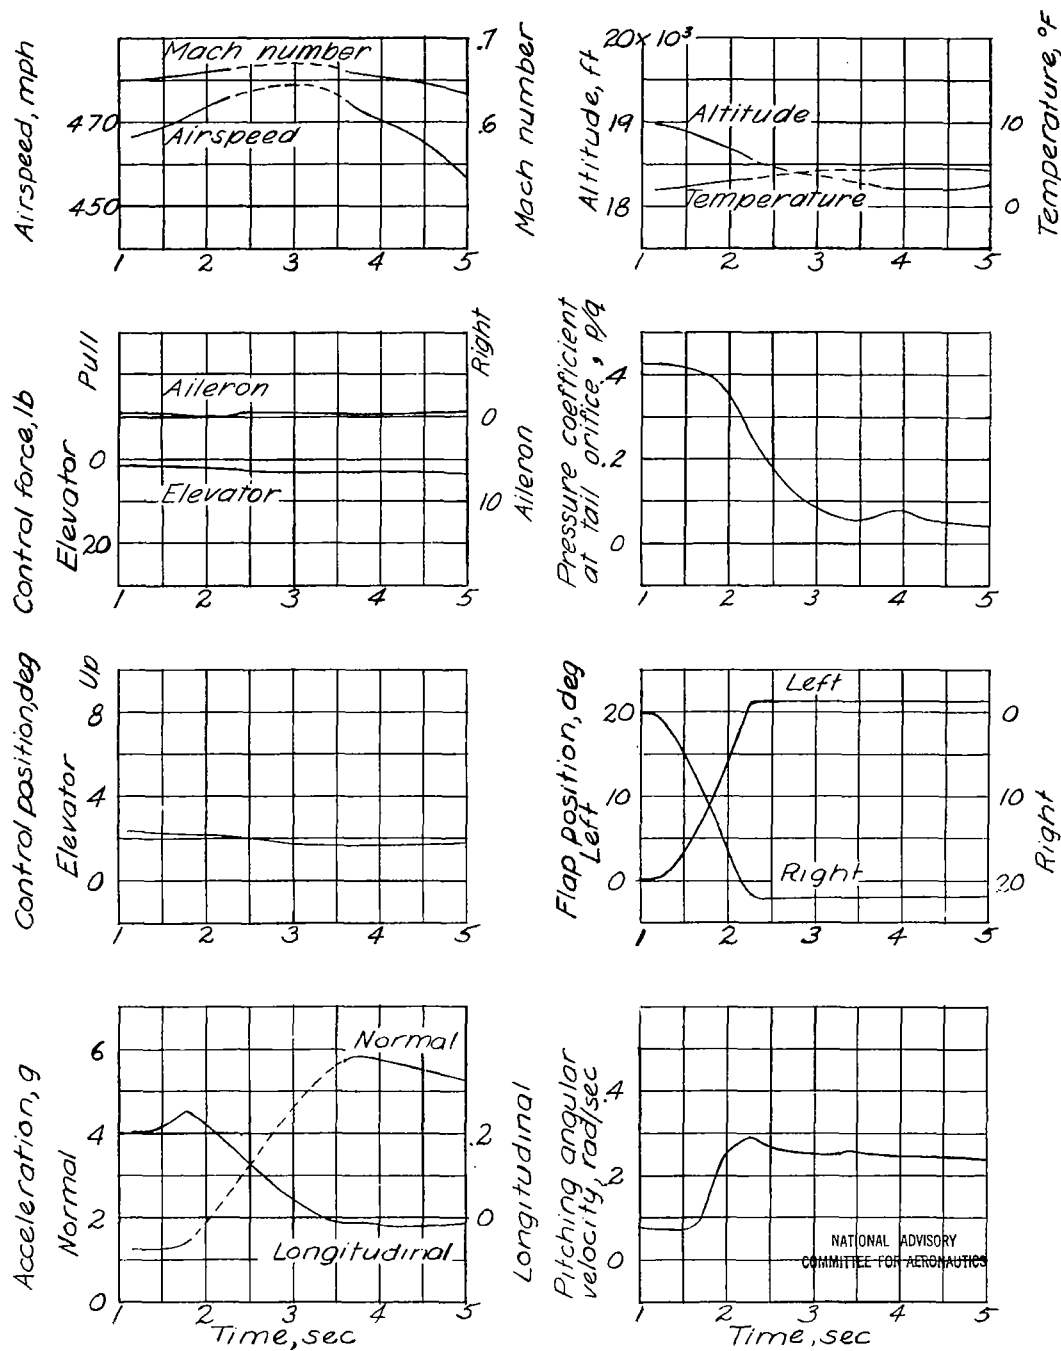 Airspeed, mph
470
450
Mach number
Airspeed
.7
.6
Mach number
1 2 3 4 5
Altitude, ft
20 x 10³
19
18
Altitude
Temperature
10
0
Temperature, °F
1 2 3 4 5
Control force, lb
Elevator
Pull
0
20
Aileron
Elevator
Right
0
10
Aileron
1 2 3 4 5
Pressure coefficient
at tail orifice, p/q
.4
.2
0
1 2 3 4 5
Control position, deg
Elevator
Up
8
4
0
1 2 3 4 5
Flap position, deg
Left
20
10
0
Left
Right
0
10
20
Right
1 2 3 4 5
Acceleration, g
Normal
6
4
2
0
Normal
Longitudinal
.2
0
Longitudinal
1 2 3 4 5
Time, sec
Pitching angular
velocity, rad/sec
.4
.2
0
NATIONAL ADVISORY
COMMITTEE FOR AERONAUTICS
1 2 3 4 5
Time, sec